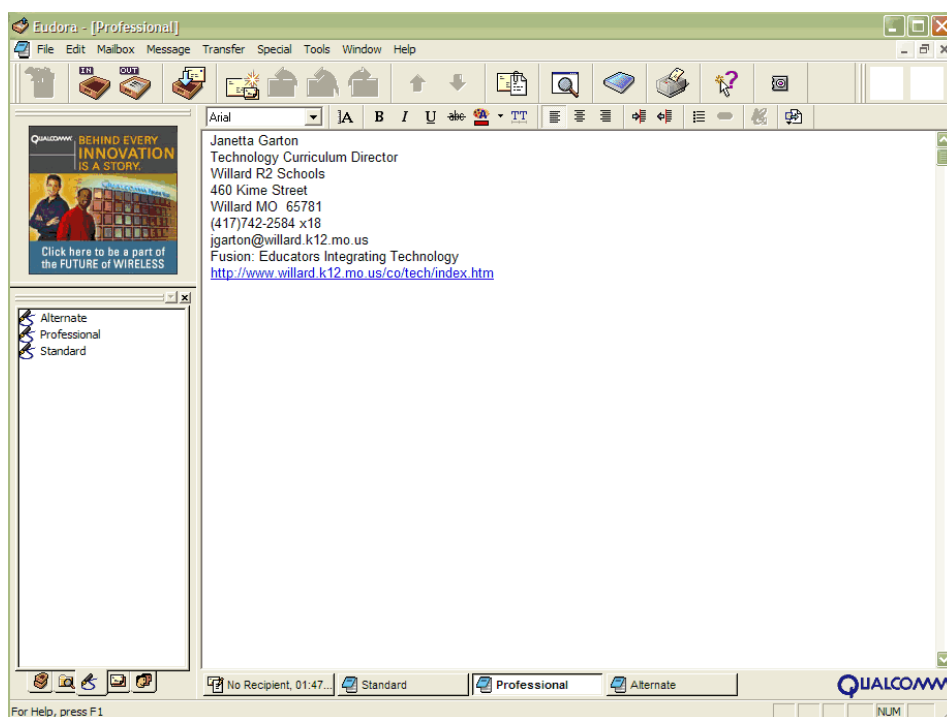 Eudora - [Professional]
File Edit Mailbox Message Transfer Special Tools Window Help
IN OUT
Arial
A B I U abc A TT
QUALCOMM
BEHIND EVERY
INNOVATION
IS A STORY.
Click here to be a part of
the FUTURE of WIRELESS
Alternate
Professional
Standard
Janetta Garton
Technology Curriculum Director
Willard R2 Schools
460 Kime Street
Willard MO 65781
(417)742-2584 x18
jgarton@willard.k12.mo.us
Fusion: Educators Integrating Technology
http://www.willard.k12.mo.us/co/tech/index.htm
No Recipient, 01:47... Standard Professional Alternate
QUALCOMM
For Help, press F1
NUM